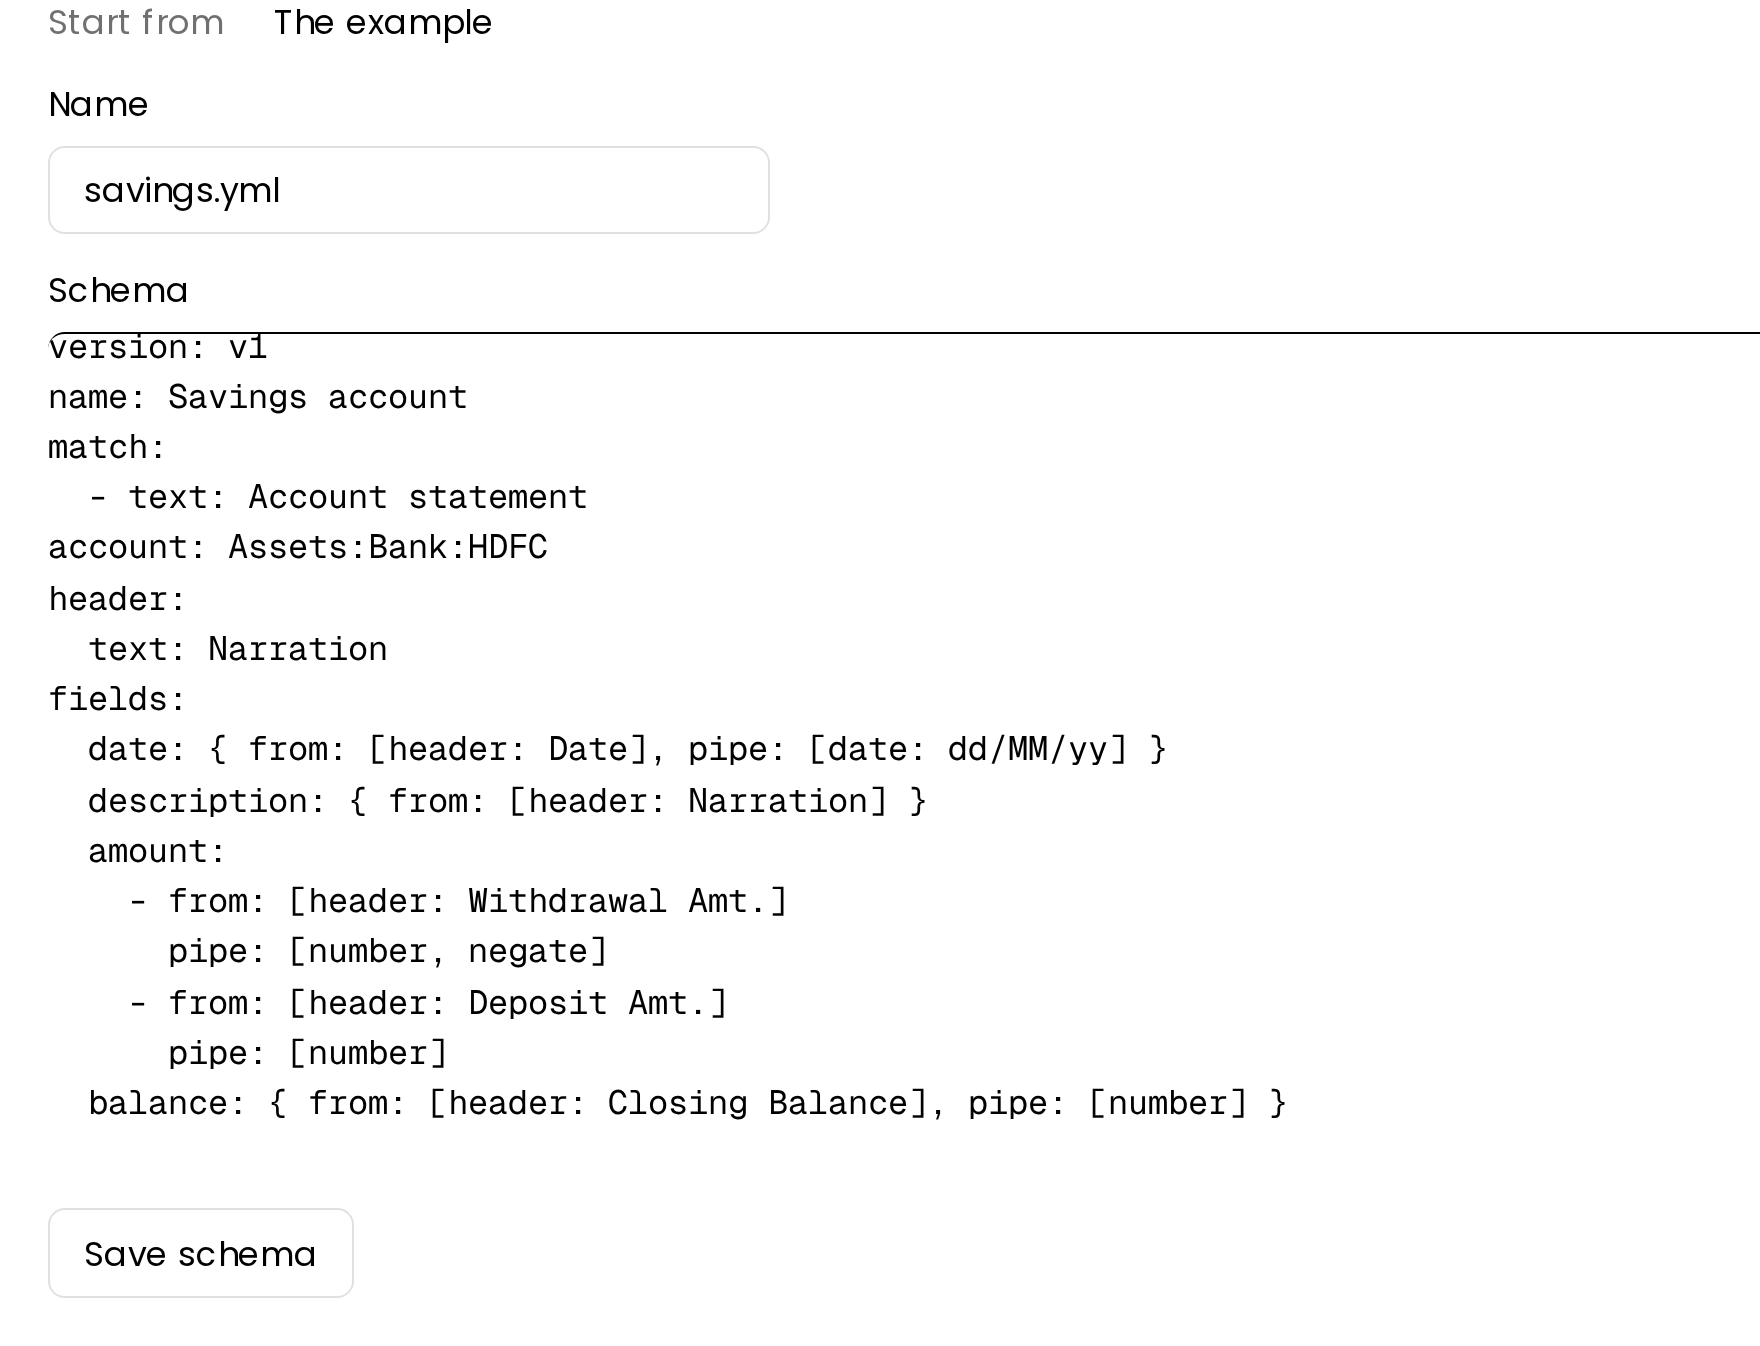 Start from The example
Name
savings.yml
Schema
version: v1
name: Savings account
match:
  - text: Account statement
account: Assets:Bank:HDFC
header:
  text: Narration
fields:
  date: { from: [header: Date], pipe: [date: dd/MM/yy] }
  description: { from: [header: Narration] }
  amount:
    - from: [header: Withdrawal Amt.]
      pipe: [number, negate]
    - from: [header: Deposit Amt.]
      pipe: [number]
  balance: { from: [header: Closing Balance], pipe: [number] }
Save schema